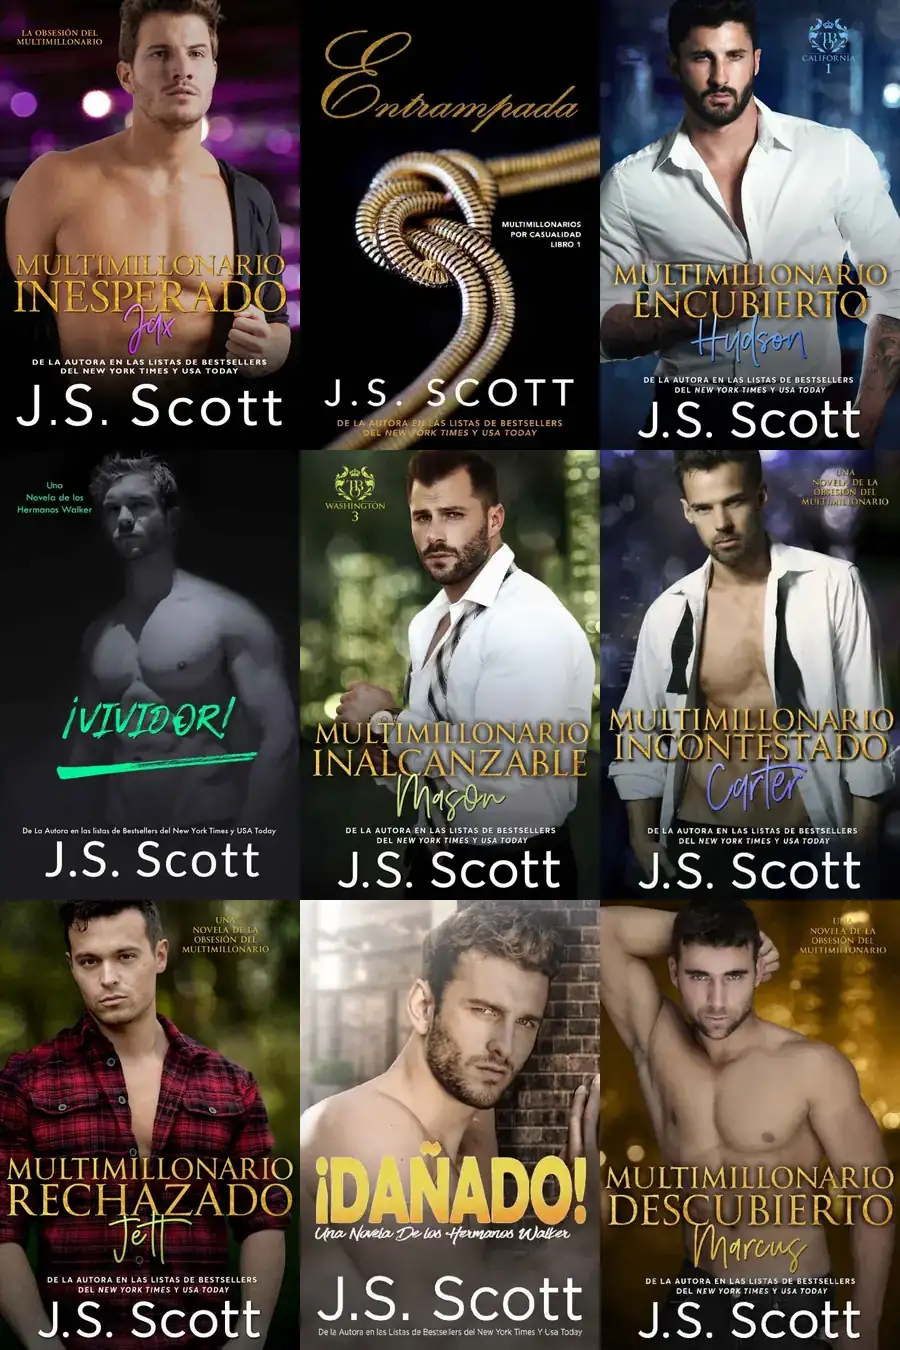 LA OBSESIÓN DEL
MULTIMILLONARIO
MULTIMILLONARIO
INESPERADO
Jax
DE LA AUTORA EN LAS LISTAS DE BESTSELLERS
DEL NEW YORK TIMES Y USA TODAY
J.S. Scott
Entrampada
MULTIMILLONARIOS
POR CASUALIDAD
LIBRO 1
J.S. SCOTT
DE LA AUTORA EN LAS LISTAS DE BESTSELLERS
DEL NEW YORK TIMES Y USA TODAY
TBO
CALIFORNIA
1
MULTIMILLONARIO
ENCUBIERTO
Hudson
DE LA AUTORA EN LAS LISTAS DE BESTSELLERS
DEL NEW YORK TIMES Y USA TODAY
J.S. Scott
Una
Novela de los
Hermanos Walker
¡VIVIDOR!
De La Autora en las listas de Bestsellers del New York Times y USA Today
J.S. Scott
TBO
WASHINGTON
3
MULTIMILLONARIO
INALCANZABLE
Mason
DE LA AUTORA EN LAS LISTAS DE BESTSELLERS
DEL NEW YORK TIMES Y USA TODAY
J.S. Scott
UNA
NOVELA DE LA
OBSESIÓN DEL
MULTIMILLONARIO
MULTIMILLONARIO
INCONTESTADO
Carter
DE LA AUTORA EN LAS LISTAS DE BESTSELLERS
DEL NEW YORK TIMES Y USA TODAY
J.S. Scott
UNA
NOVELA DE LA
OBSESIÓN DEL
MULTIMILLONARIO
MULTIMILLONARIO
RECHAZADO
Jett
DE LA AUTORA EN LAS LISTAS DE BESTSELLERS
DEL NEW YORK TIMES Y USA TODAY
J.S. Scott
¡DAÑADO!
Una Novela De los Hermanos Walker
J.S. Scott
De la Autora en las Listas de Bestsellers del New York Times Y Usa Today
UNA
NOVELA DE LA
OBSESIÓN DEL
MULTIMILLONARIO
MULTIMILLONARIO
DESCUBIERTO
Marcus
DE LA AUTORA EN LAS LISTAS DE BESTSELLERS
DEL NEW YORK TIMES Y USA TODAY
J.S. Scott